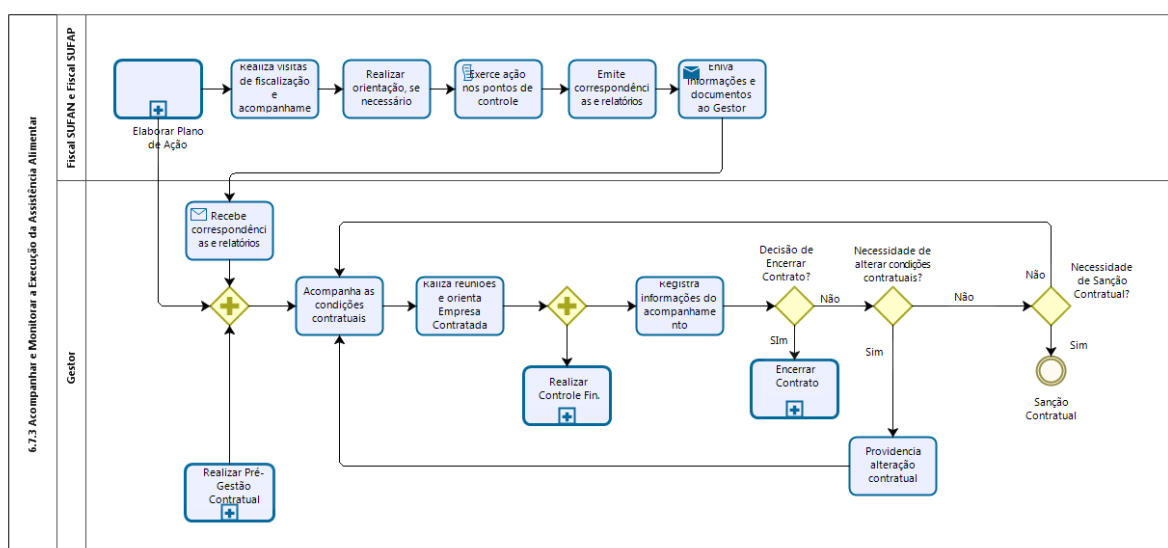 6.7.3 Acompanhar e Monitorar a Execução da Assistência Alimentar
Fiscal SUFAN e Fiscal SUFAP
Elaborar Plano
de Ação
Realiza visitas
de fiscalização
e
acompanhame
Realizar
orientação, se
necessário
Exerce ação
nos pontos de
controle
Emite
correspondênci
as e relatórios
Eniva
informações e
documentos
ao Gestor
Gestor
Recebe
correspondênci
as e relatórios
Realizar Pré-
Gestão
Contratual
Acompanha as
condições
contratuais
Raliza reuniões
e orienta
Empresa
Contratada
Realizar
Controle Fin.
Registra
informações do
acompanhame
nto
Decisão de
Encerrar
Contrato?
Não
SIm
Encerrar
Contrato
Necessidade de
alterar condições
contratuais?
Não
Sim
Providencia
alteração
contratual
Necessidade
de Sanção
Contratual?
Não
Sim
Sanção
Contratual